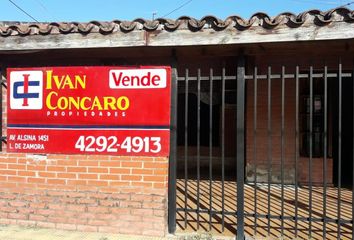 Vende
IVAN
CONCARO
PROPIEDADES
AV. ALSINA 1451
L. DE ZAMORA
4292-4913